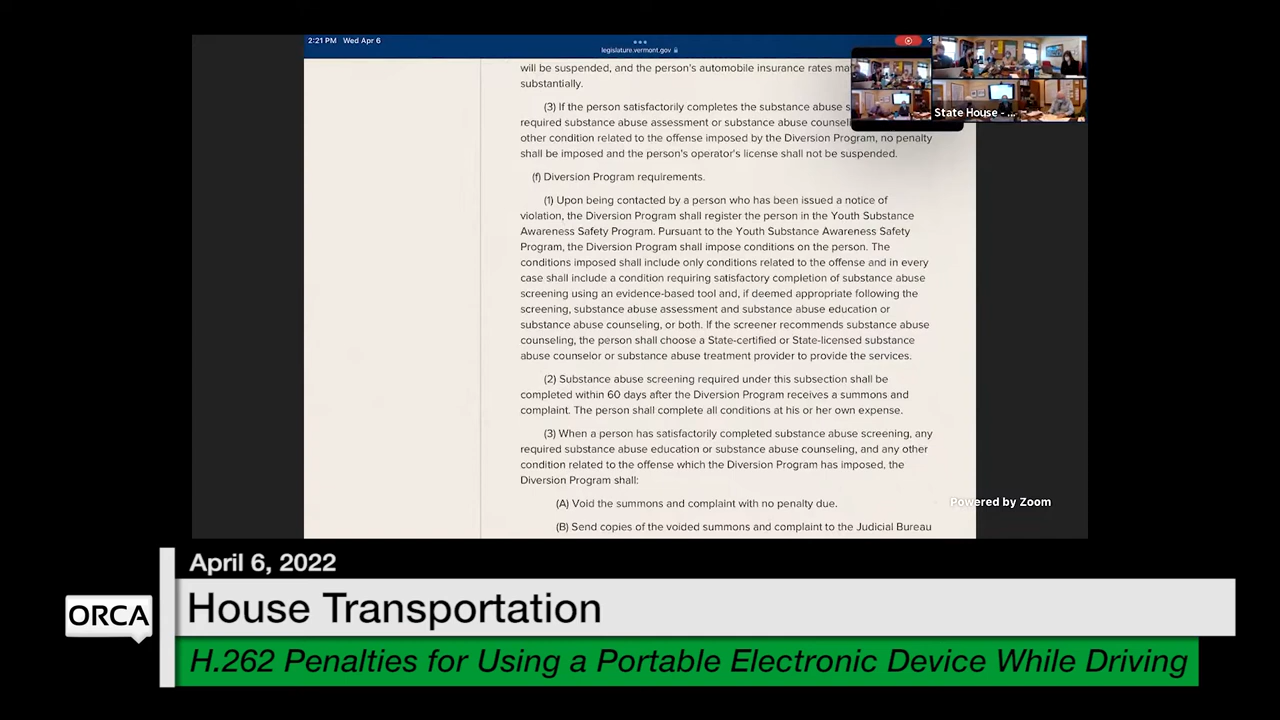 2:21 PM Wed Apr 6
legislature.vermont.gov
will be suspended, and the person's automobile insurance rates
substantially.
(3) If the person satisfactorily completes the substance abuse
required substance abuse assessment or substance abuse
other condition related to the offense imposed by the Diversion Program, no penalty
shall be imposed and the person's operator's license shall not be suspended.
State House - ...
(f) Diversion Program requirements.
(1) Upon being contacted by a person who has been issued a notice of
violation, the Diversion Program shall register the person in the Youth Substance
Awareness Safety Program. Pursuant to the Youth Substance Awareness Safety
Program, the Diversion Program shall impose conditions on the person. The
conditions imposed shall include only conditions related to the offense and in every
case shall include a condition requiring satisfactory completion of substance abuse
screening using an evidence-based tool and, if deemed appropriate following the
screening, substance abuse assessment and substance abuse education or
substance abuse counseling, or both. If the screener recommends substance abuse
counseling, the person shall choose a State-certified or State-licensed substance
abuse counselor or substance abuse treatment provider to provide the services.
(2) Substance abuse screening required under this subsection shall be
completed within 60 days after the Diversion Program receives a summons and
complaint. The person shall complete all conditions at his or her own expense.
(3) When a person has satisfactorily completed substance abuse screening, any
required substance abuse education or substance abuse counseling, and any other
condition related to the offense which the Diversion Program has imposed, the
Diversion Program shall:
(A) Void the summons and complaint with no penalty due.
(B) Send copies of the voided summons and complaint to the Judicial Bureau
Powered by Zoom
April 6, 2022
House Transportation
ORCA
H.262 Penalties for Using a Portable Electronic Device While Driving